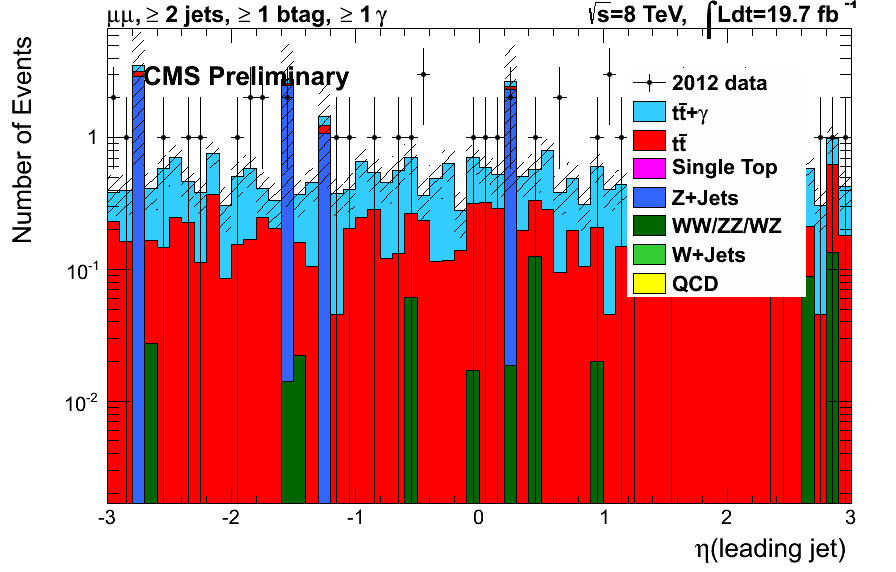 μμ, ≥ 2 jets, ≥ 1 btag, ≥ 1 γ
√s=8 TeV, ∫Ldt=19.7 fb⁻¹
CMS Preliminary
Number of Events
1
10⁻¹
10⁻²
2012 data
tt̄+γ
tt̄
Single Top
Z+Jets
WW/ZZ/WZ
W+Jets
QCD
-3 -2 -1 0 1 2 3
η(leading jet)